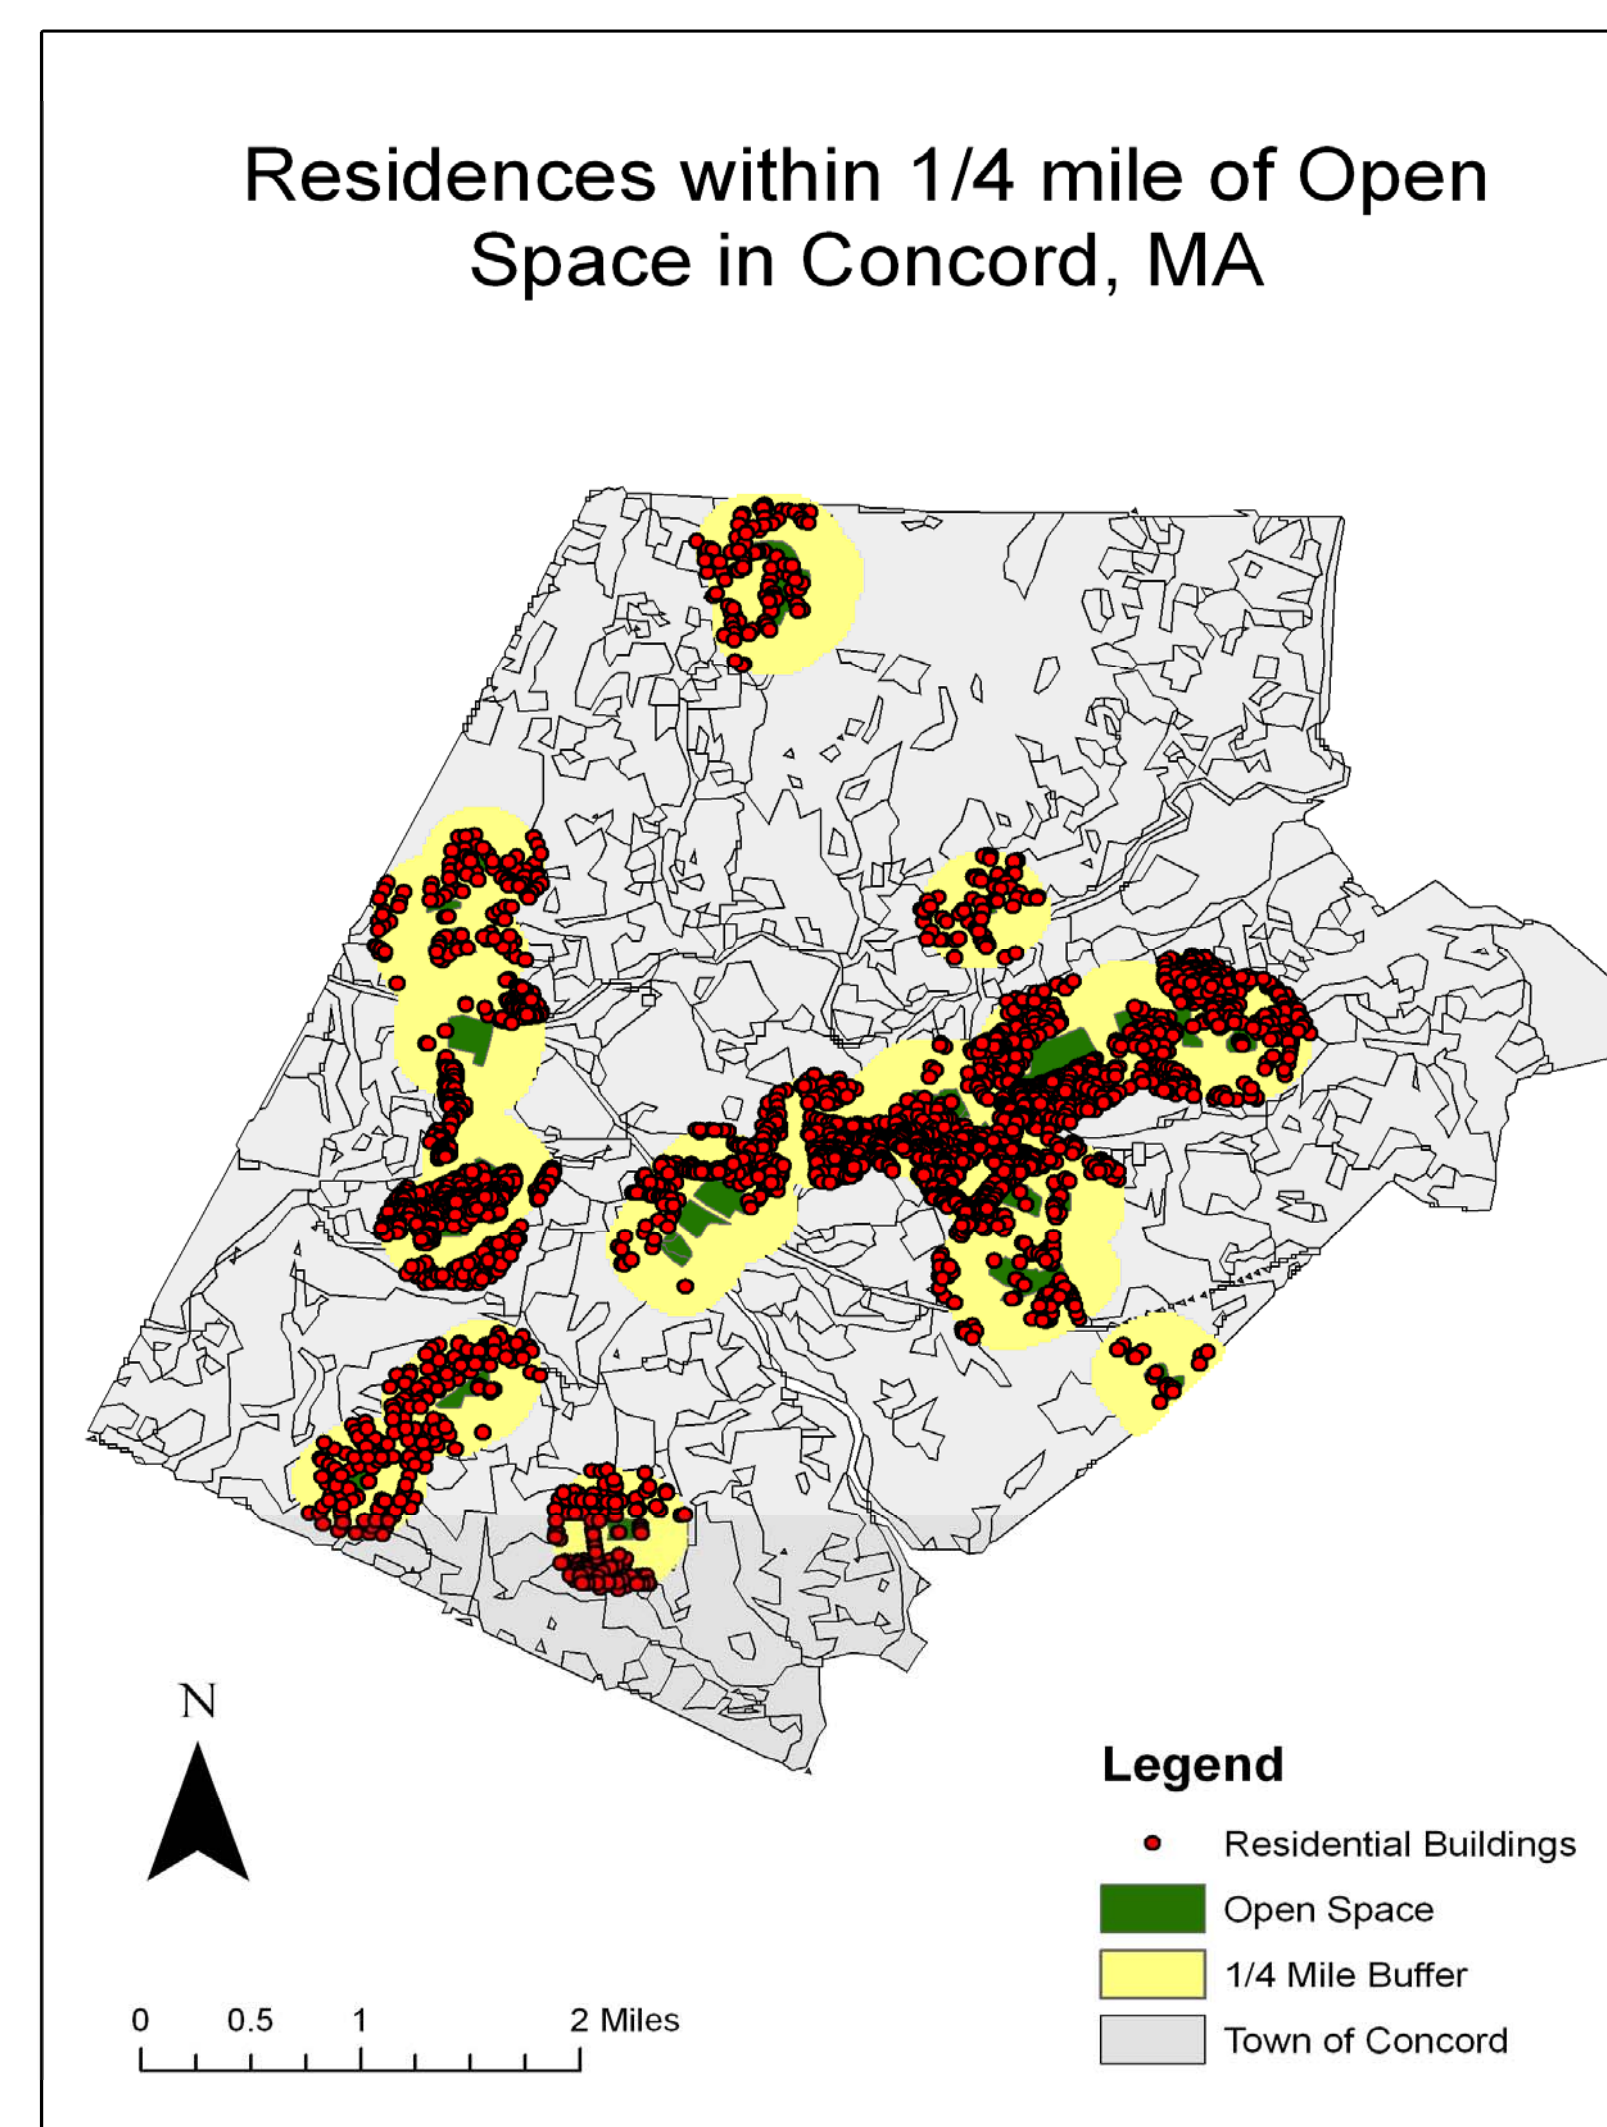 Residences within 1/4 mile of Open
Space in Concord, MA
N
Legend
Residential Buildings
Open Space
1/4 Mile Buffer
Town of Concord
0 0.5 1 2 Miles